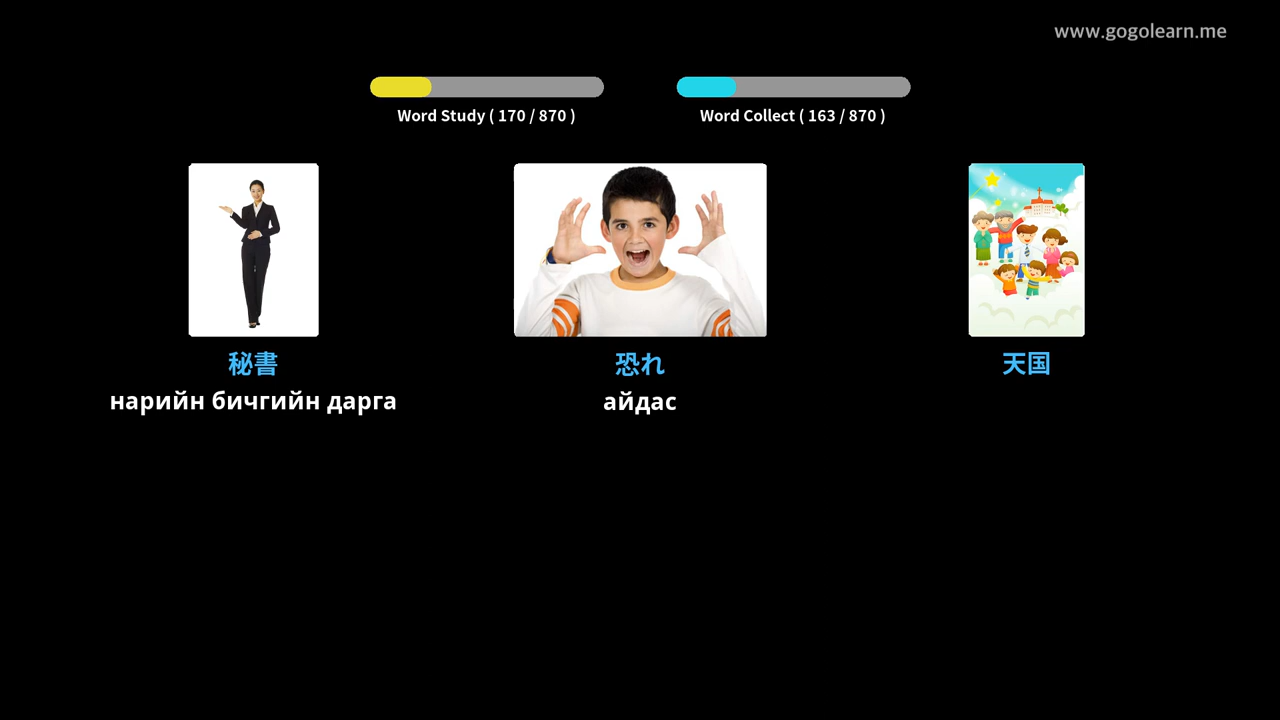 www.gogolearn.me
Word Study ( 170 / 870 )
Word Collect ( 163 / 870 )
秘書
恐れ
天国
нарийн бичгийн дарга
айдас